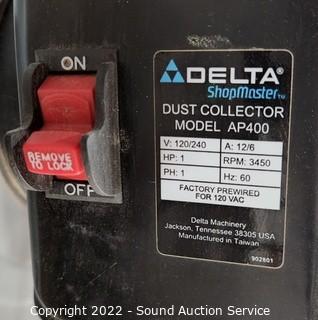 ON
REMOVE
TO LOCK
OFF
DELTA®
ShopMaster™
DUST COLLECTOR
MODEL AP400
V: 120/240 A: 12/6
HP: 1 RPM: 3450
PH: 1 Hz: 60
FACTORY PREWIRED
FOR 120 VAC
Delta Machinery
Jackson, Tennessee 38305 USA
Manufactured in Taiwan
902801
Copyright 2022 - Sound Auction Service